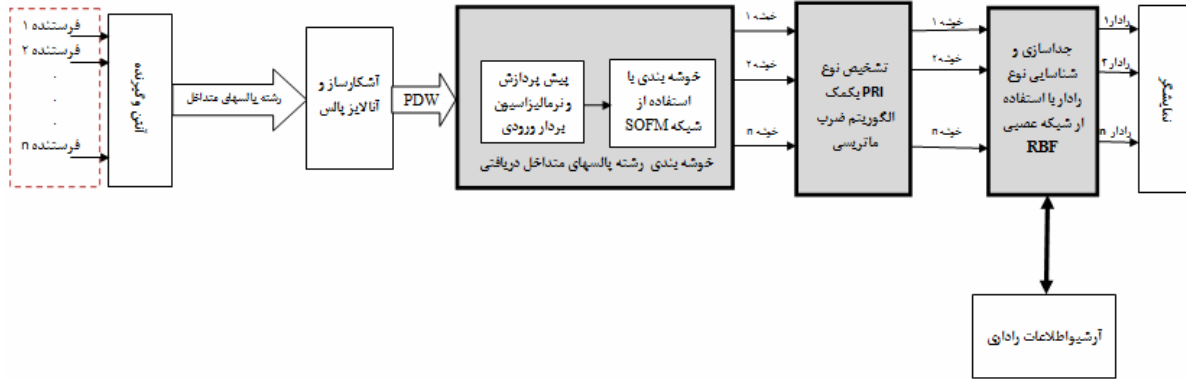 فرستنده ۱
فرستنده ۲
.
.
.
فرستنده n
آنتن و گیرنده
رشته پالسهای متداخل
آشکارساز و
آنالایز پالس
PDW
پیش پردازش
و نرمالیزاسیون
بردار ورودی
خوشه بندی با
استفاده از
شبکه SOFM
خوشه بندی رشته پالسهای متداخل دریافتی
خوشه ۱
خوشه ۲
خوشه n
تشخیص نوع
PRI بکمک
الگوریتم ضرب
ماتریسی
خوشه ۱
خوشه ۲
خوشه n
جداسازی و
شناسایی نوع
رادار با استفاده
از شبکه عصبی
RBF
رادار ۱
رادار ۲
رادار n
نمایشگر
آرشیواطلاعات راداری